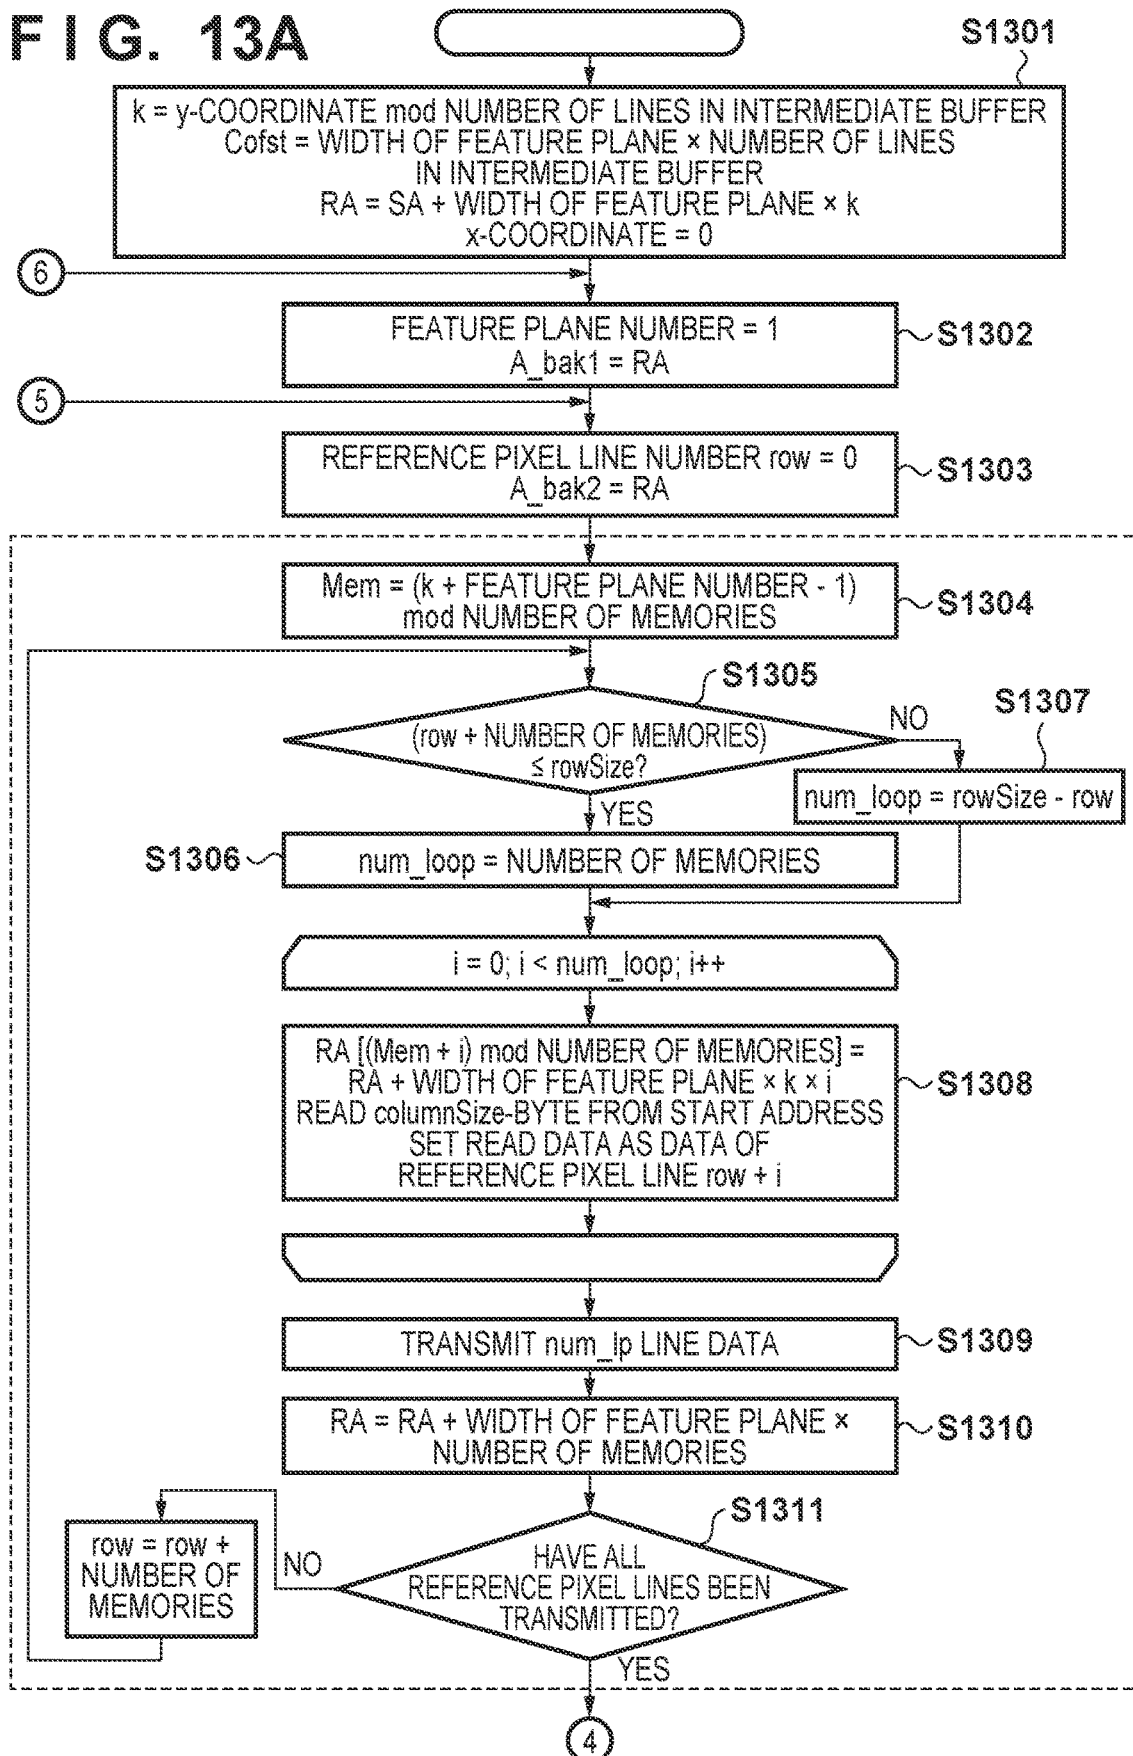 FIG. 13A
S1301
k = y-COORDINATE mod NUMBER OF LINES IN INTERMEDIATE BUFFER
Cofst = WIDTH OF FEATURE PLANE × NUMBER OF LINES
IN INTERMEDIATE BUFFER
RA = SA + WIDTH OF FEATURE PLANE × k
x-COORDINATE = 0
6
FEATURE PLANE NUMBER = 1
A_bak1 = RA
S1302
5
REFERENCE PIXEL LINE NUMBER row = 0
A_bak2 = RA
S1303
Mem = (k + FEATURE PLANE NUMBER - 1)
mod NUMBER OF MEMORIES
S1304
S1305
(row + NUMBER OF MEMORIES)
≤ rowSize?
NO
S1307
num_loop = rowSize - row
YES
S1306
num_loop = NUMBER OF MEMORIES
i = 0; i < num_loop; i++
RA [(Mem + i) mod NUMBER OF MEMORIES] =
RA + WIDTH OF FEATURE PLANE × k × i
READ columnSize-BYTE FROM START ADDRESS
SET READ DATA AS DATA OF
REFERENCE PIXEL LINE row + i
S1308
TRANSMIT num_lp LINE DATA
S1309
RA = RA + WIDTH OF FEATURE PLANE ×
NUMBER OF MEMORIES
S1310
S1311
HAVE ALL
REFERENCE PIXEL LINES BEEN
TRANSMITTED?
NO
row = row +
NUMBER OF
MEMORIES
YES
4